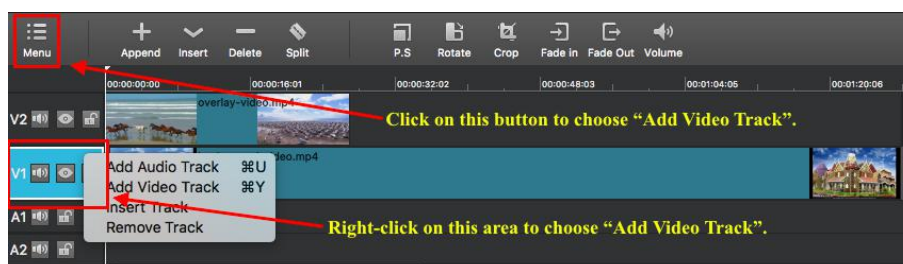 Menu Append Insert Delete Split P.S Rotate Crop Fade in Fade Out Volume
00:00:00:00 00:00:16:01 00:00:32:02 00:00:48:03 00:01:04:05 00:01:20:06
V2 overlay-video.mp4
Click on this button to choose “Add Video Track”.
V1 deo.mp4
Add Audio Track ⌘U
Add Video Track ⌘Y
Insert Track
Remove Track
A1
Right-click on this area to choose “Add Video Track”.
A2